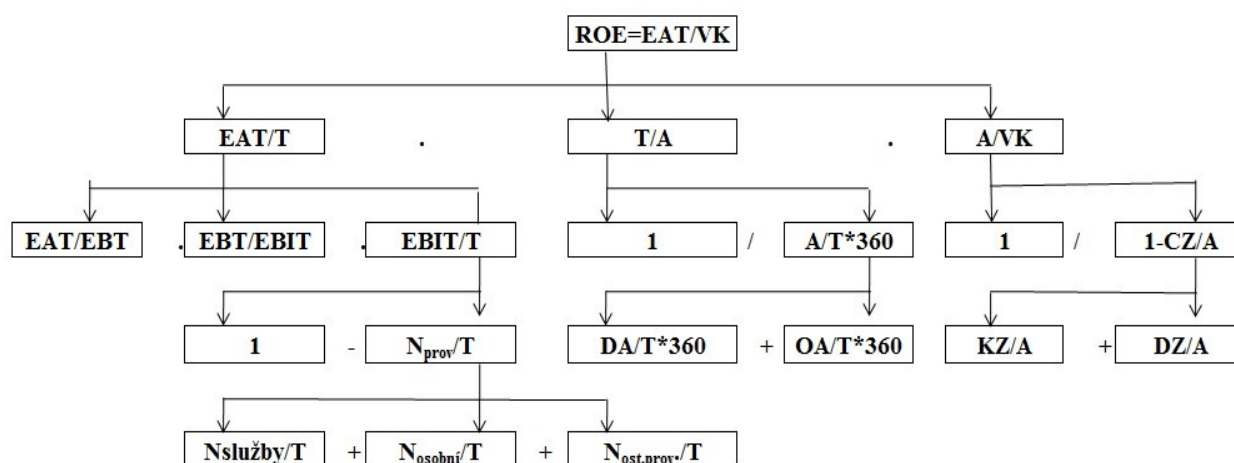 ROE=EAT/VK
EAT/T . T/A . A/VK
EAT/EBT . EBT/EBIT . EBIT/T 1 / A/T*360 1 / 1-CZ/A
1 - Nprov/T DA/T*360 + OA/T*360 KZ/A + DZ/A
Nslužby/T + Nosobní/T + Nost.prov./T